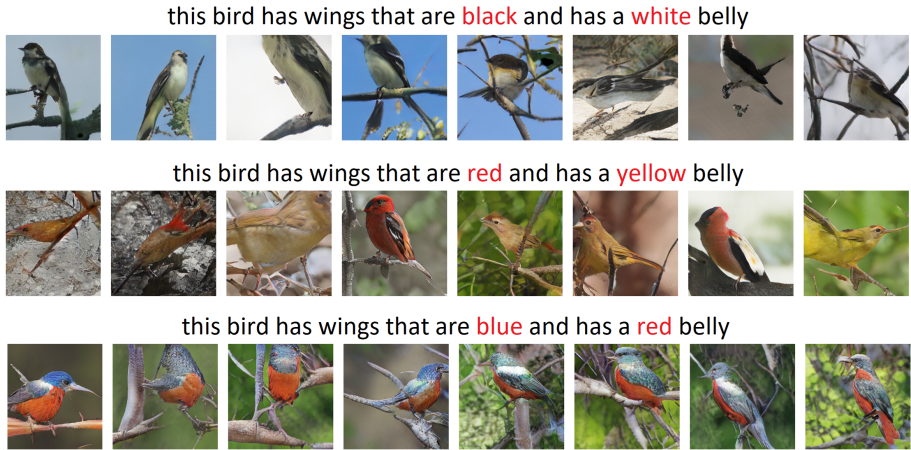 this bird has wings that are black and has a white belly
this bird has wings that are red and has a yellow belly
this bird has wings that are blue and has a red belly